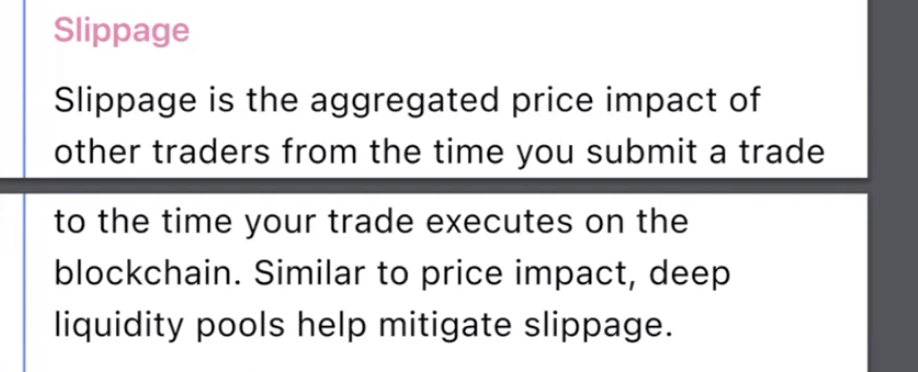 Slippage
Slippage is the aggregated price impact of
other traders from the time you submit a trade
to the time your trade executes on the
blockchain. Similar to price impact, deep
liquidity pools help mitigate slippage.